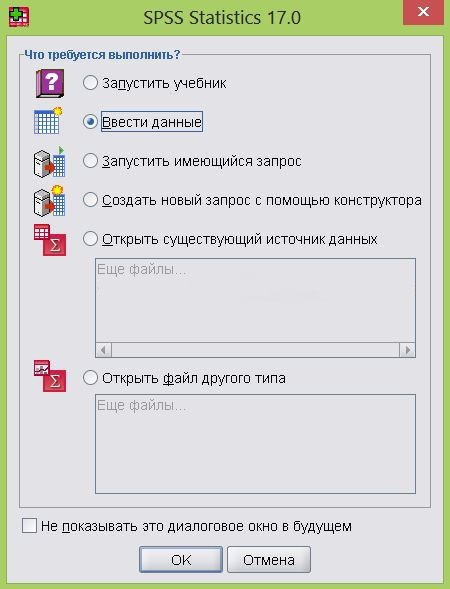 SPSS Statistics 17.0
Что требуется выполнить?
Запустить учебник
Ввести данные
Запустить имеющийся запрос
Создать новый запрос с помощью конструктора
Открыть существующий источник данных
Еще файлы...
Открыть файл другого типа
Еще файлы...
Не показывать это диалоговое окно в будущем
OK
Отмена